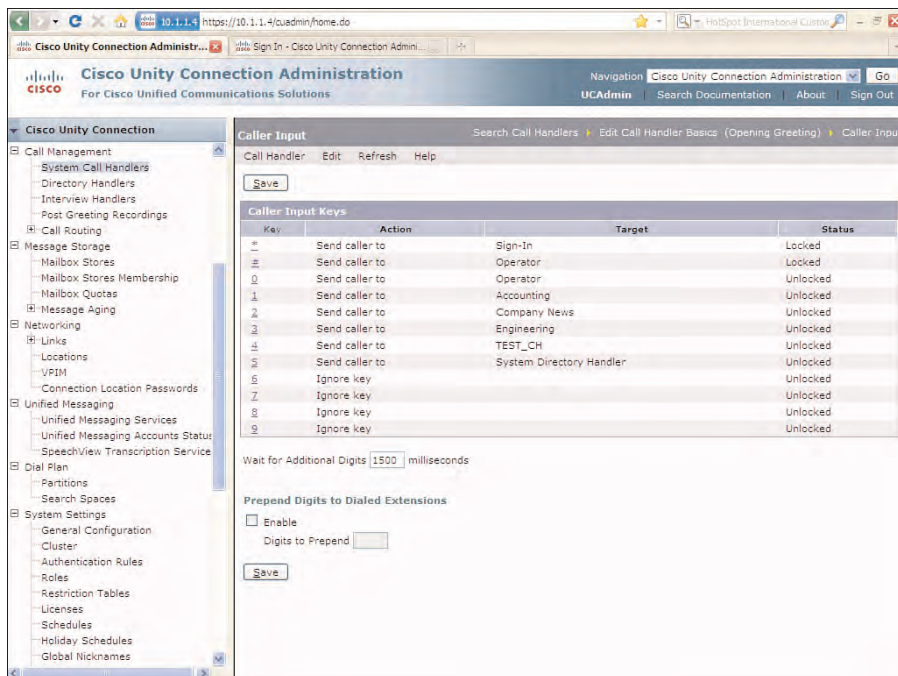 10.1.1.4 https://10.1.1.4/cuadmin/home.do
HotSpot International Custom
Cisco Unity Connection Administr...
Sign In - Cisco Unity Connection Admini...
CISCO
Cisco Unity Connection Administration
For Cisco Unified Communications Solutions
Navigation Cisco Unity Connection Administration Go
UCAdmin | Search Documentation | About | Sign Out
Cisco Unity Connection
Call Management
System Call Handlers
Directory Handlers
Interview Handlers
Post Greeting Recordings
Call Routing
Message Storage
Mailbox Stores
Mailbox Stores Membership
Mailbox Quotas
Message Aging
Networking
Links
Locations
VPIM
Connection Location Passwords
Unified Messaging
Unified Messaging Services
Unified Messaging Accounts Status
SpeechView Transcription Service
Dial Plan
Partitions
Search Spaces
System Settings
General Configuration
Cluster
Authentication Rules
Roles
Restriction Tables
Licenses
Schedules
Holiday Schedules
Global Nicknames
Caller Input
Search Call Handlers Edit Call Handler Basics (Opening Greeting) Caller Inpu
Call Handler Edit Refresh Help
Save
Caller Input Keys
Key Action Target Status
* Send caller to Sign-In Locked
# Send caller to Operator Locked
0 Send caller to Operator Unlocked
1 Send caller to Accounting Unlocked
2 Send caller to Company News Unlocked
3 Send caller to Engineering Unlocked
4 Send caller to TEST_CH Unlocked
5 Send caller to System Directory Handler Unlocked
6 Ignore key Unlocked
7 Ignore key Unlocked
8 Ignore key Unlocked
9 Ignore key Unlocked
Wait for Additional Digits 1500 milliseconds
Prepend Digits to Dialed Extensions
Enable
Digits to Prepend
Save